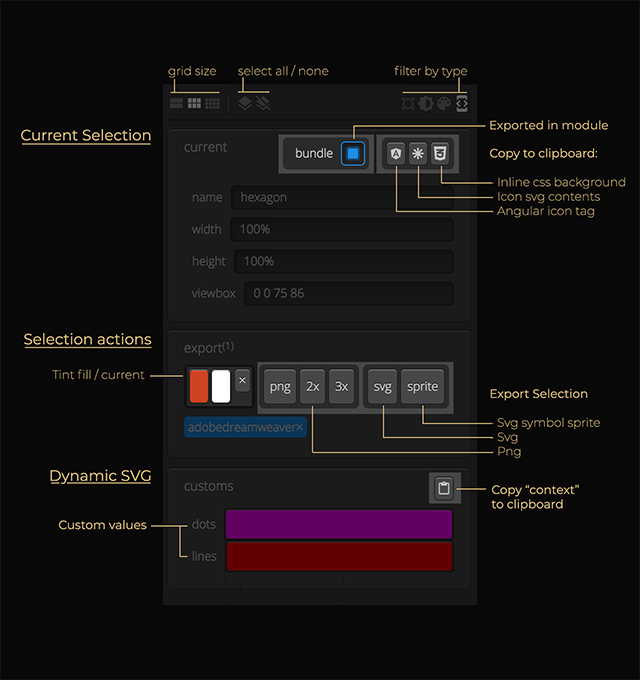 grid size
select all / none
filter by type
Current Selection
current
bundle
Exported in module
Copy to clipboard:
Inline css background
Icon svg contents
Angular icon tag
name
hexagon
width
100%
height
100%
viewbox
0 0 75 86
Selection actions
export(1)
Tint fill / current
×
png
2x
3x
svg
sprite
Export Selection
Svg symbol sprite
Svg
Png
adobedreamweaver×
Dynamic SVG
customs
Copy “context”
to clipboard
Custom values
dots
lines